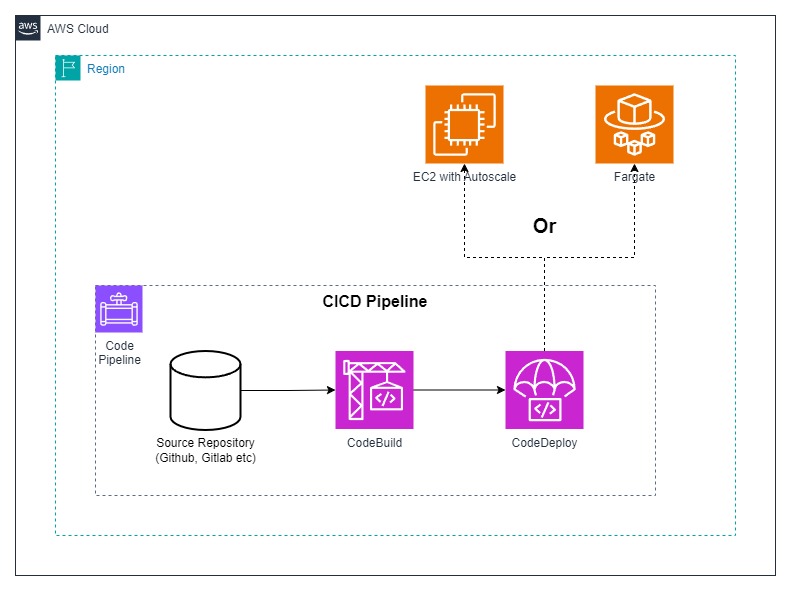 aws
AWS Cloud
Region
EC2 with Autoscale
Fargate
Or
CICD Pipeline
Code
Pipeline
</>
</>
Source Repository
(Github, Gitlab etc)
CodeBuild
CodeDeploy